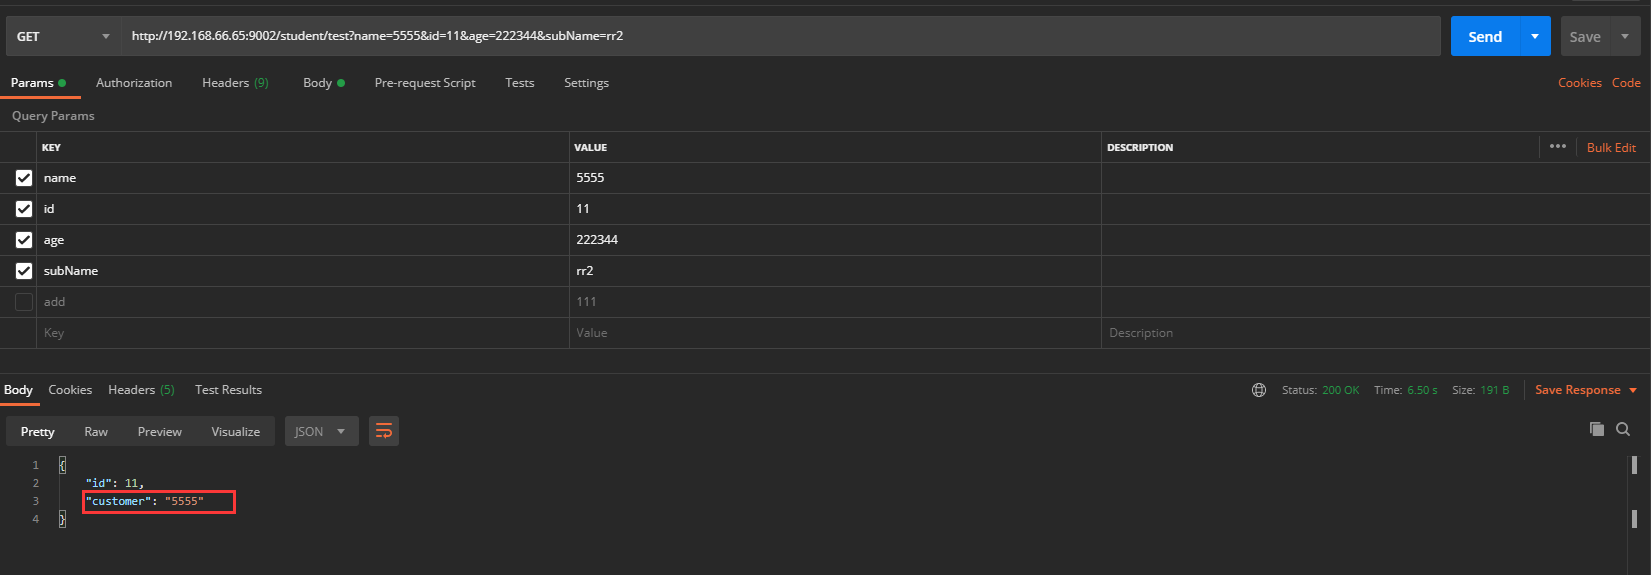 GET http://192.168.66.65:9002/student/test?name=5555&id=11&age=222344&subName=rr2 Send Save
Params Authorization Headers (9) Body Pre-request Script Tests Settings Cookies Code
Query Params
KEY VALUE DESCRIPTION ••• Bulk Edit
name 5555
id 11
age 222344
subName rr2
add 111
Key Value Description
Body Cookies Headers (5) Test Results Status: 200 OK Time: 6.50 s Size: 191 B Save Response
Pretty Raw Preview Visualize JSON
1 {
2 "id": 11,
3 "customer": "5555"
4 }